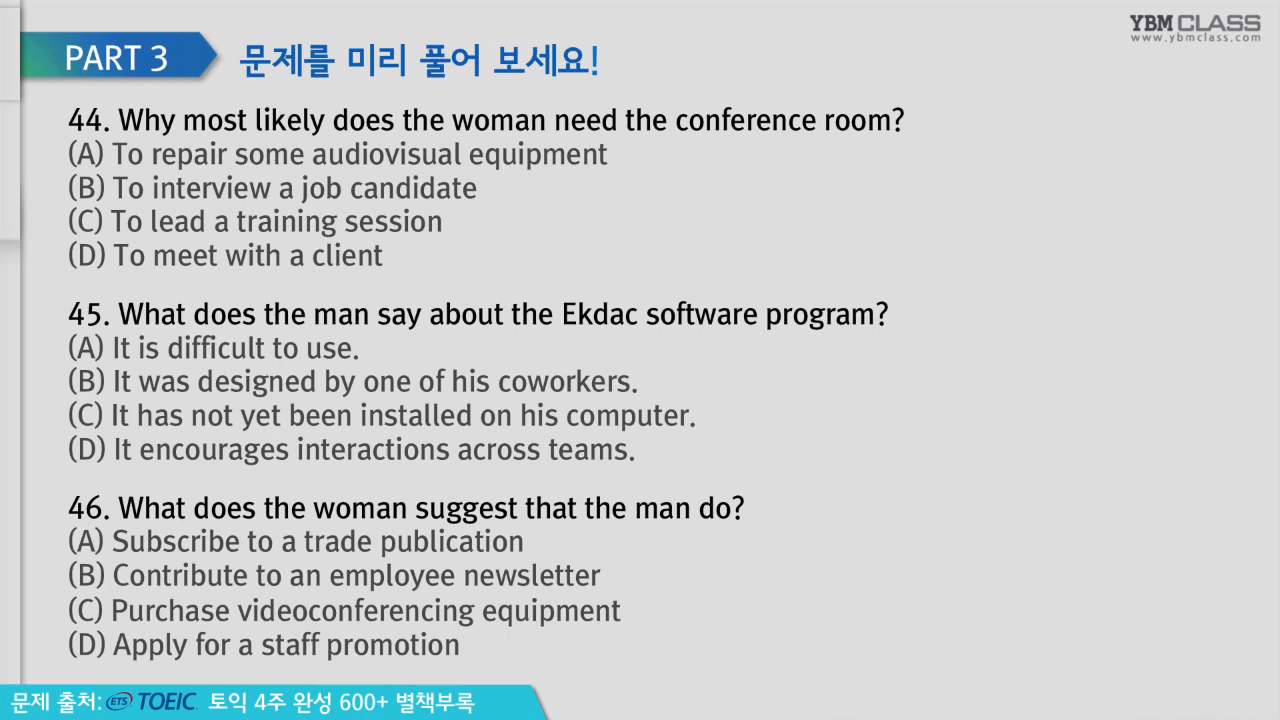 YBM CLASS
www.ybmclass.com
PART 3 문제를 미리 풀어 보세요!
44. Why most likely does the woman need the conference room?
(A) To repair some audiovisual equipment
(B) To interview a job candidate
(C) To lead a training session
(D) To meet with a client
45. What does the man say about the Ekdac software program?
(A) It is difficult to use.
(B) It was designed by one of his coworkers.
(C) It has not yet been installed on his computer.
(D) It encourages interactions across teams.
46. What does the woman suggest that the man do?
(A) Subscribe to a trade publication
(B) Contribute to an employee newsletter
(C) Purchase videoconferencing equipment
(D) Apply for a staff promotion
문제 출처: ETS TOEIC 토익 4주 완성 600+ 별책부록